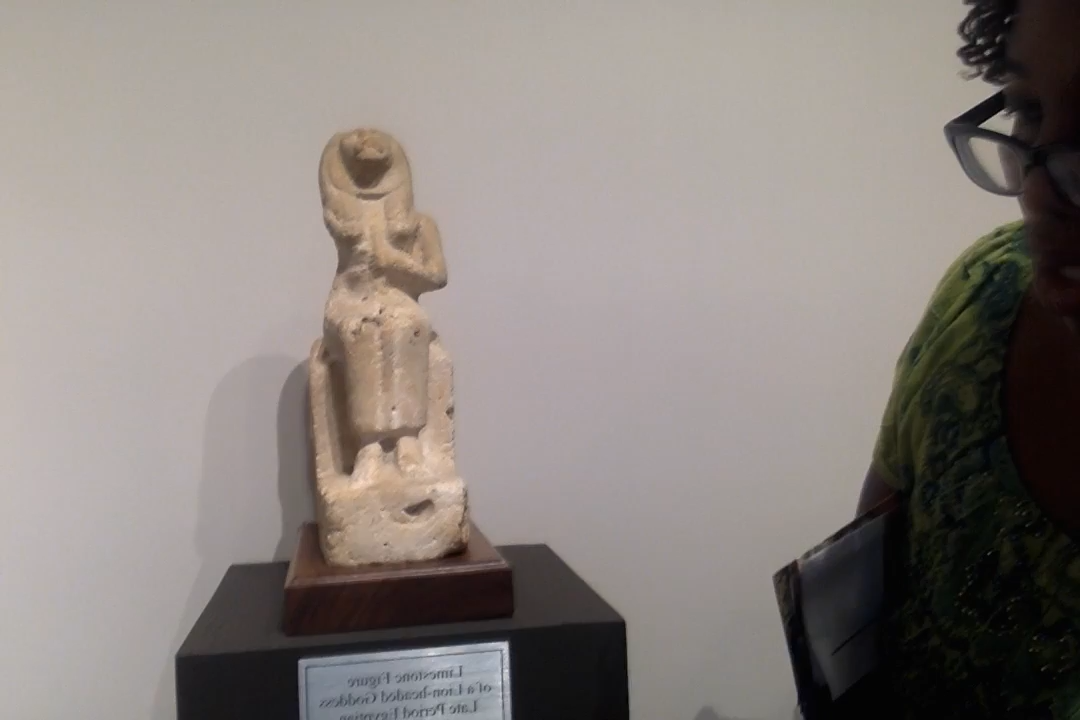 Limestone Figure
of a Lion-headed Goddess
Late Period Egyptian